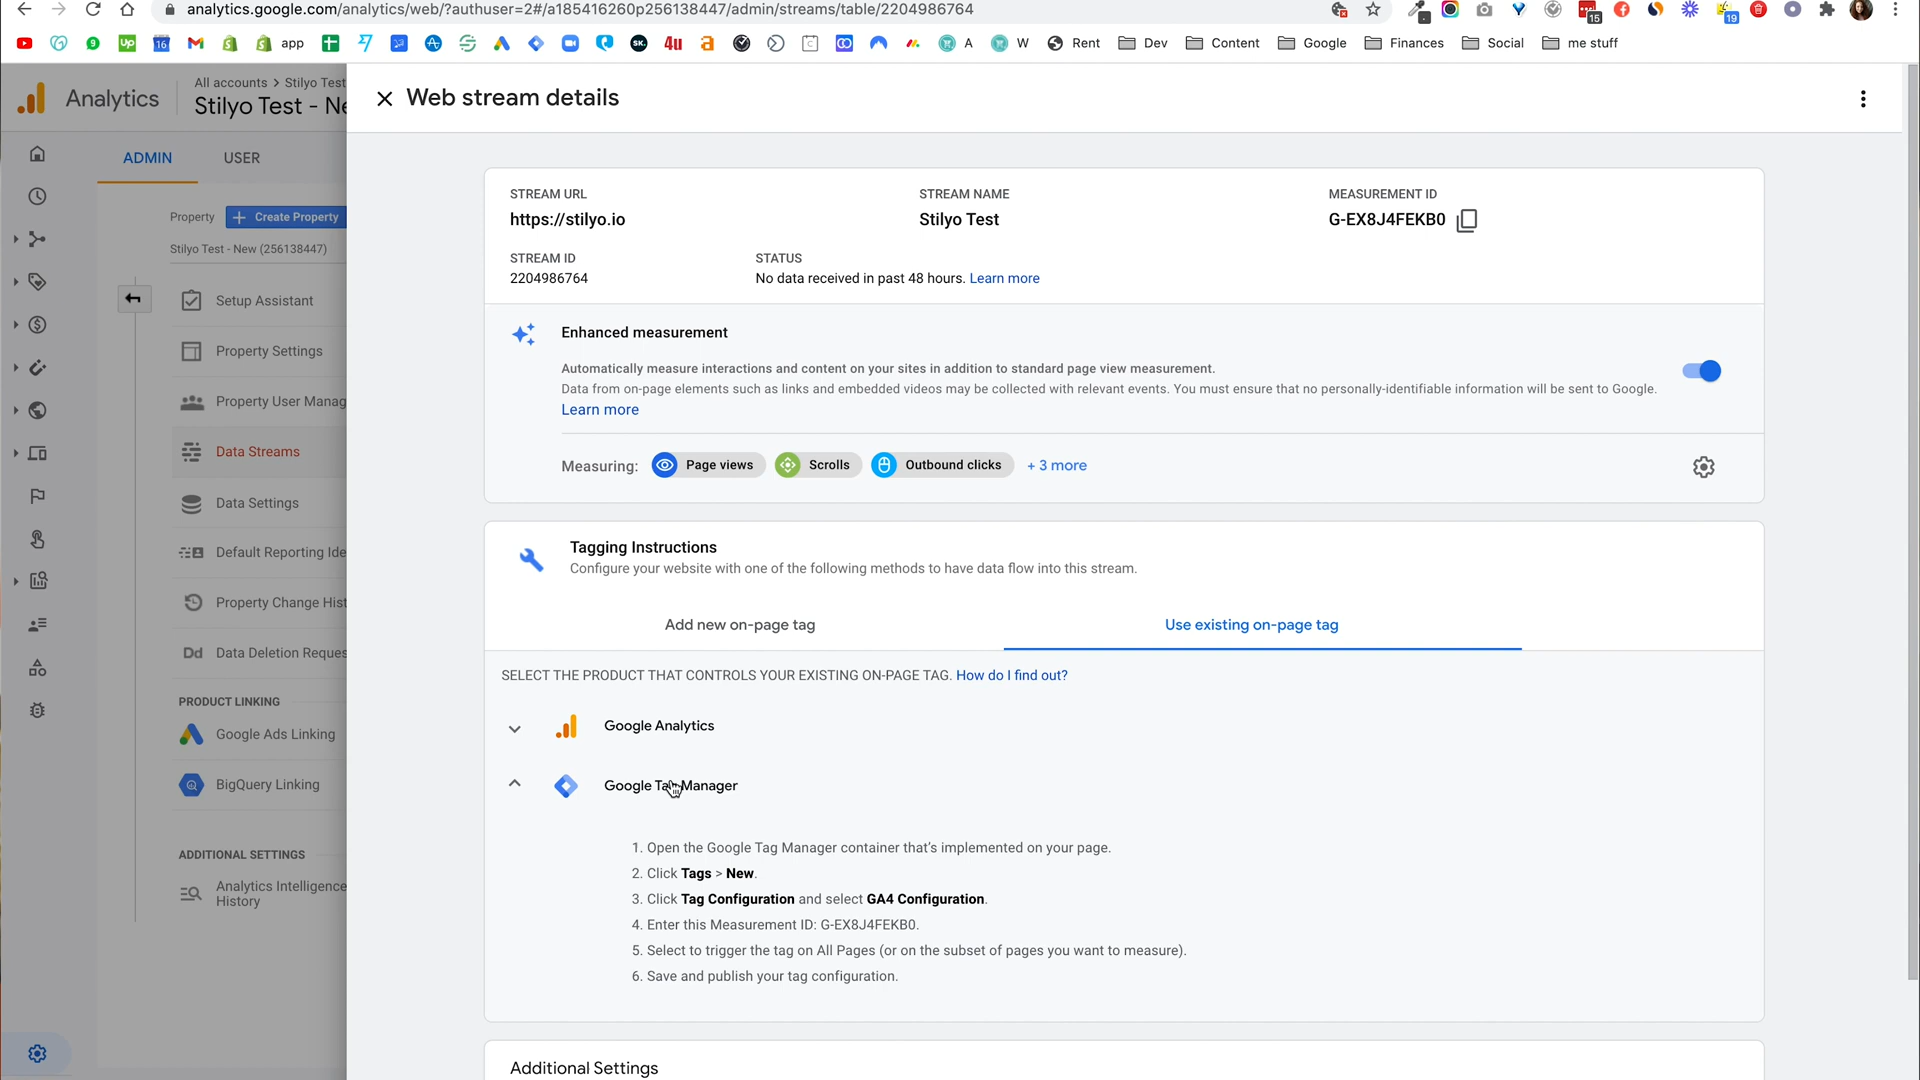 analytics.google.com/analytics/web/?authuser=2#/a185416260p256138447/admin/streams/table/2204986764
15
19
9
Up
16
app
SK.
4u
a
A
W
Rent
Dev
Content
Google
Finances
Social
me stuff
Analytics
All accounts > Stilyo Test
Stilyo Test - Ne
Web stream details
ADMIN
USER
Property
Create Property
Stilyo Test - New (256138447)
Setup Assistant
Property Settings
Property User Manag
Data Streams
Data Settings
Default Reporting Ide
Property Change Hist
Dd Data Deletion Reques
PRODUCT LINKING
Google Ads Linking
BigQuery Linking
ADDITIONAL SETTINGS
Analytics Intelligence
History
STREAM URL
https://stilyo.io
STREAM NAME
Stilyo Test
MEASUREMENT ID
G-EX8J4FEKB0
STREAM ID
2204986764
STATUS
No data received in past 48 hours. Learn more
Enhanced measurement
Automatically measure interactions and content on your sites in addition to standard page view measurement.
Data from on-page elements such as links and embedded videos may be collected with relevant events. You must ensure that no personally-identifiable information will be sent to Google.
Learn more
Measuring:
Page views
Scrolls
Outbound clicks
+ 3 more
Tagging Instructions
Configure your website with one of the following methods to have data flow into this stream.
Add new on-page tag
Use existing on-page tag
SELECT THE PRODUCT THAT CONTROLS YOUR EXISTING ON-PAGE TAG. How do I find out?
Google Analytics
Google Tag Manager
1. Open the Google Tag Manager container that's implemented on your page.
2. Click Tags > New.
3. Click Tag Configuration and select GA4 Configuration.
4. Enter this Measurement ID: G-EX8J4FEKB0.
5. Select to trigger the tag on All Pages (or on the subset of pages you want to measure).
6. Save and publish your tag configuration.
Additional Settings